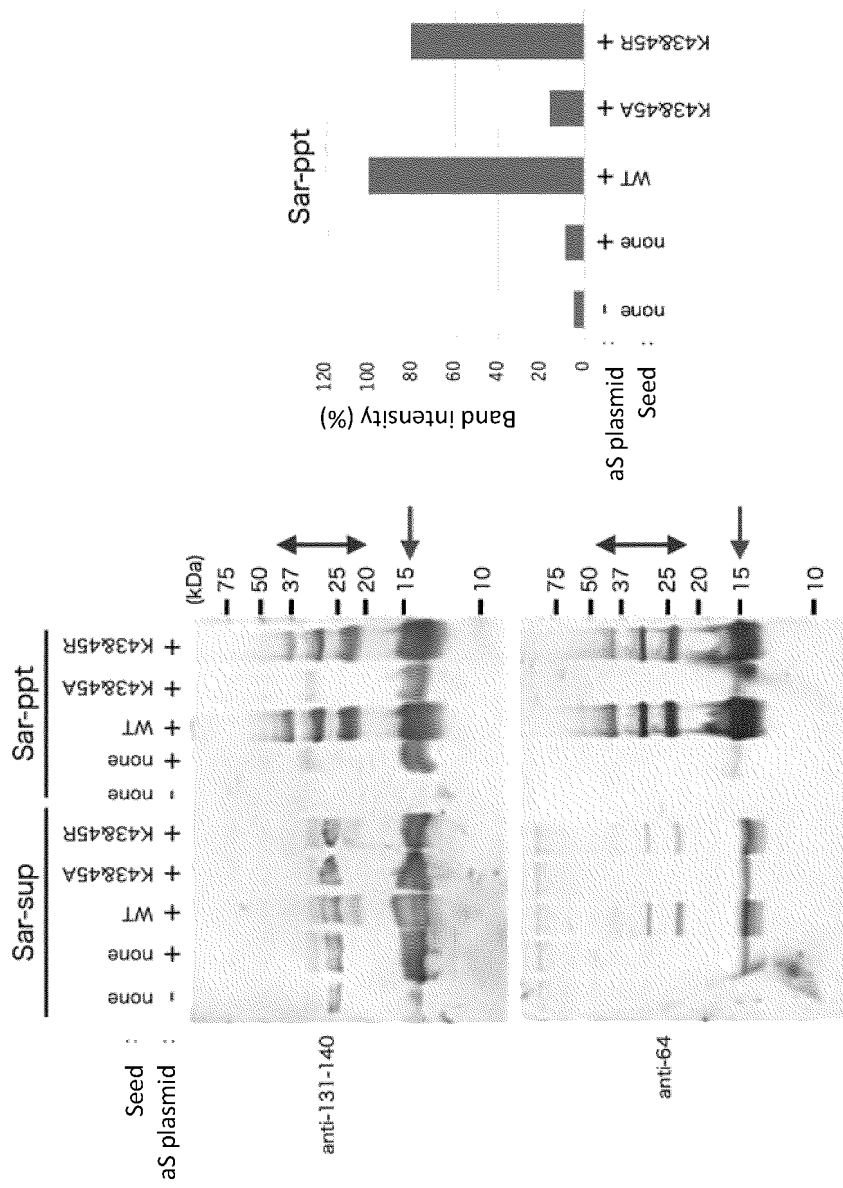 Sar-sup Sar-ppt
Seed : none none WT K43&45A K43&45R none none WT K43&45A K43&45R
aS plasmid : - + + + + - + + + + (kDa)
anti-131-140
75
50
37
25
20
15
10
anti-64
75
50
37
25
20
15
10
Sar-ppt
Band intensity (%)
120
100
80
60
40
20
0
aS plasmid : - + + + +
Seed : none none WT K43&45A K43&45R